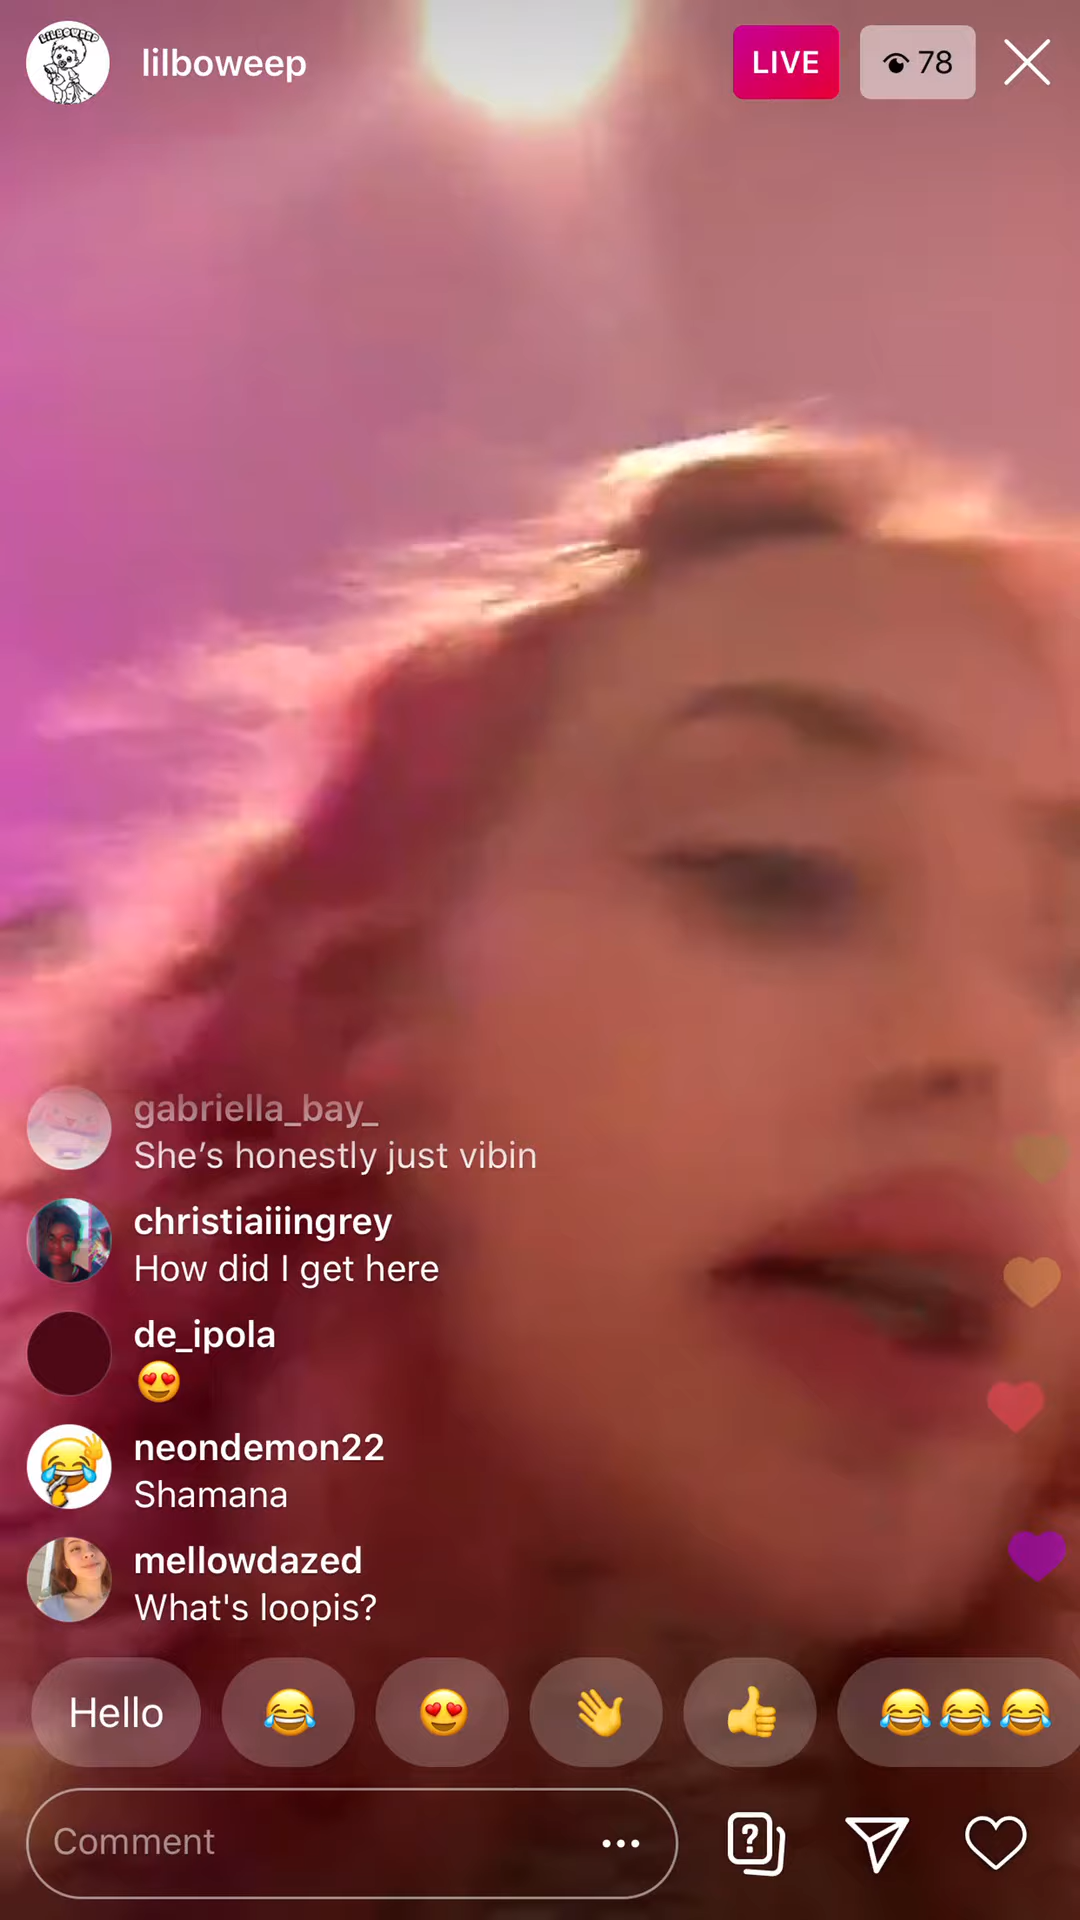 LILBOWEEP
lilboweep
LIVE
78
gabriella_bay_
She’s honestly just vibin
christiaiiingrey
How did I get here
de_ipola
😍
neondemon22
Shamana
mellowdazed
What's loopis?
Hello 😂 😍 👋 👍 😂😂😂
Comment